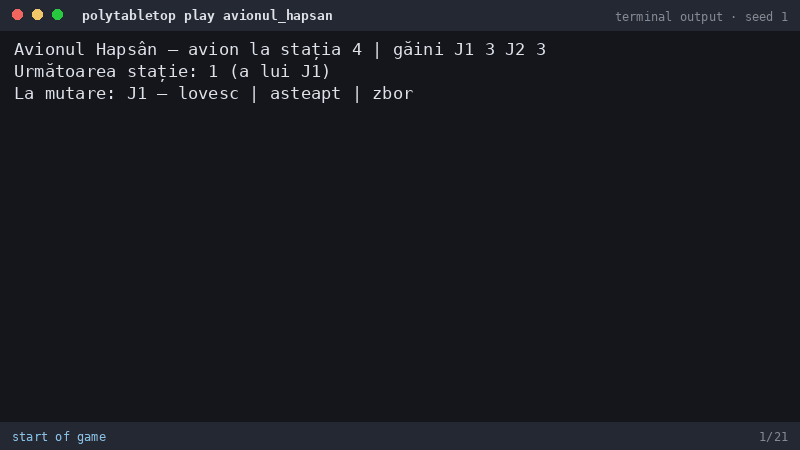 polytabletop play avionul_hapsan
terminal output · seed 1
Avionul Hapsân — avion la stația 4 | găini J1 3 J2 3
Următoarea stație: 1 (a lui J1)
La mutare: J1 — lovesc | asteapt | zbor
start of game
1/21